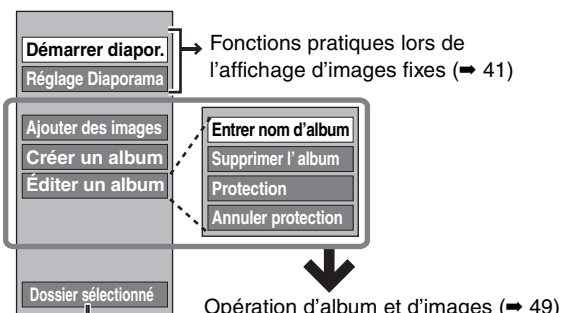 Démarrer diapor.
Réglage Diaporama
Fonctions pratiques lors de
l'affichage d'images fixes (➡ 41)
Ajouter des images
Créer un album
Éditer un album
Entrer nom d'album
Supprimer l' album
Protection
Annuler protection
Dossier sélectionné
Opération d'album et d'images (➡ 49)